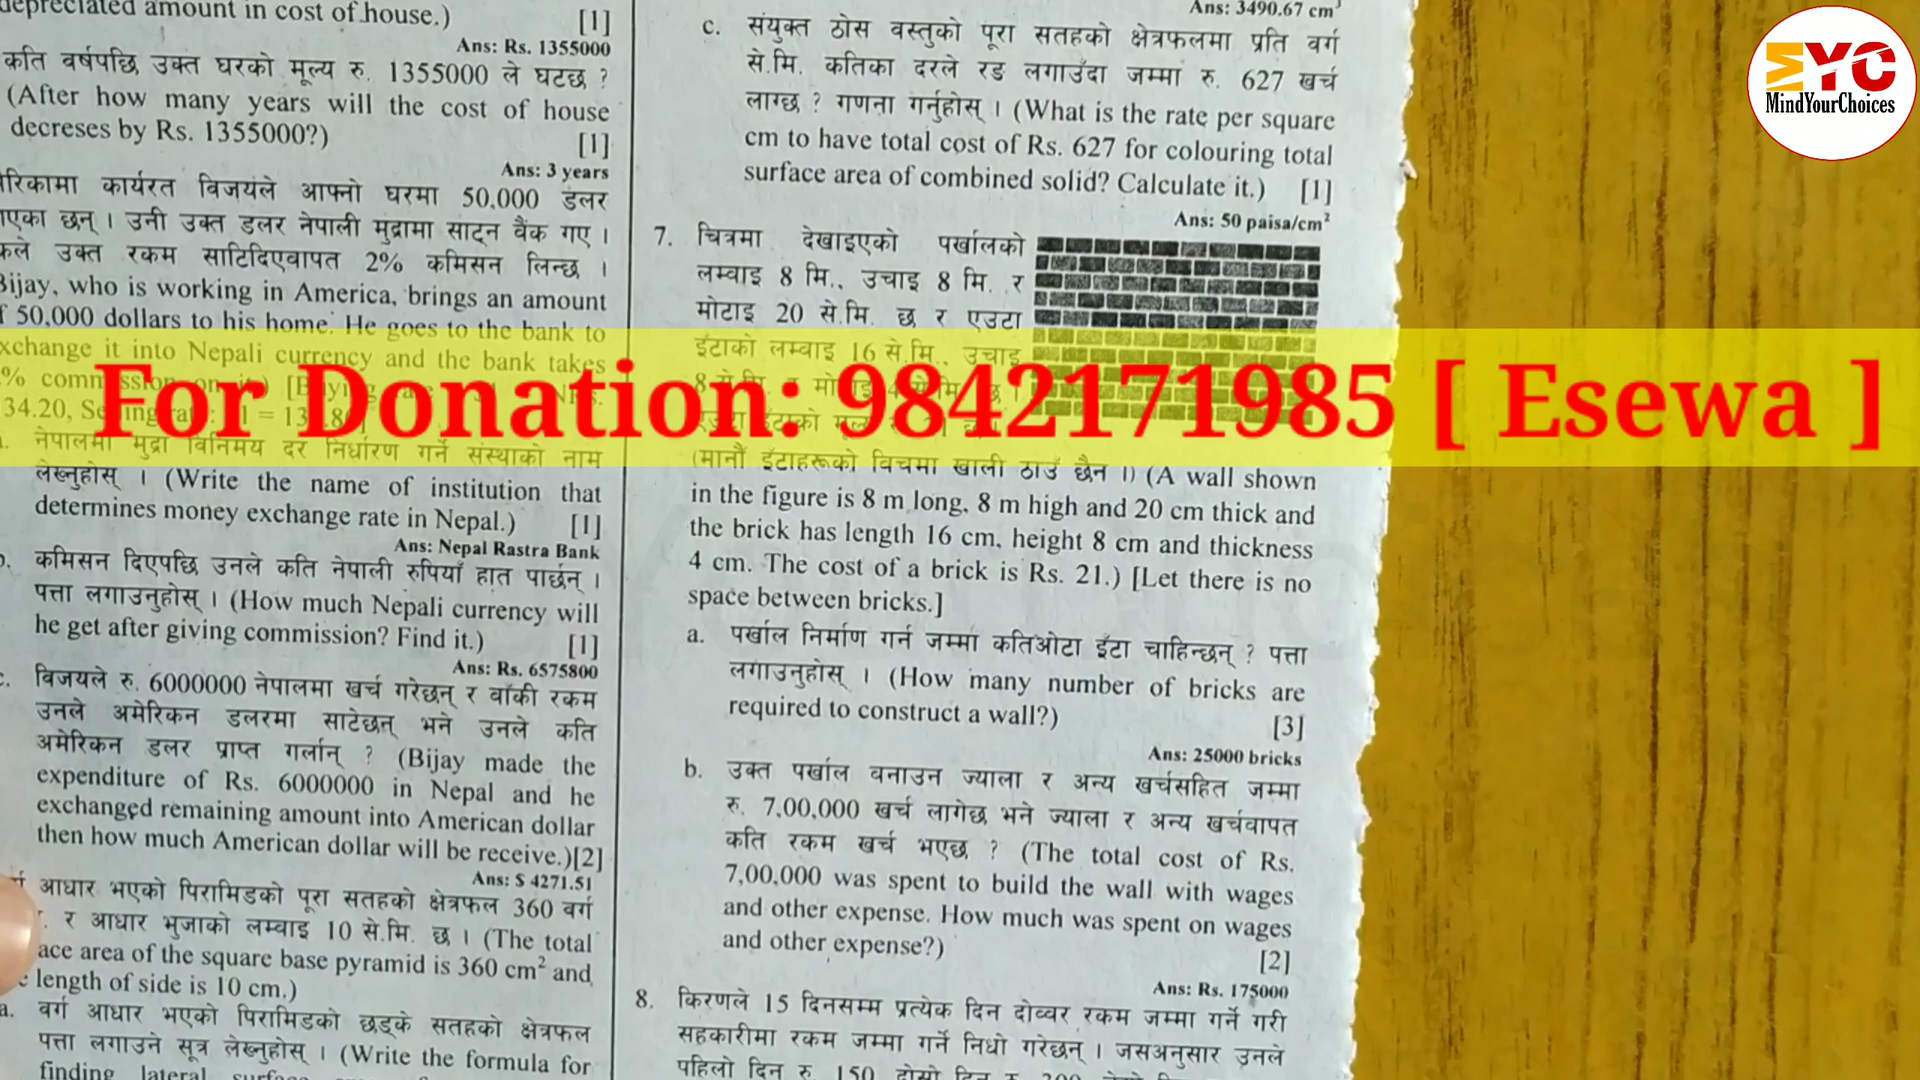 depreciated amount in cost of house.) [1]
Ans: Rs. 1355000
कति वर्षपछि उक्त घरको मूल्य रु. 1355000 ले घटछ ?
(After how many years will the cost of house
decreses by Rs. 1355000?) [1]
Ans: 3 years
कार्यरत विजयले आफ्नो घरमा 50,000 डलर
छन् । उनी उक्त डलर नेपाली मुद्रामा साट्न बैंक गए ।
उक्त रकम साटिदिएवापत 2% कमिसन लिन्छ ।
Bijay, who is working in America, brings an amount
50,000 dollars to his home. He goes to the bank to
exchange it into Nepali currency and the bank takes
% commission on it.)
34.20,
नेपालमा मुद्रा विनिमय दर निर्धारण गर्ने संस्थाको नाम
लेख्नुहोस् । (Write the name of institution that
determines money exchange rate in Nepal.) [1]
Ans: Nepal Rastra Bank
कमिसन दिएपछि उनले कति नेपाली रुपियाँ हात पार्छन् ।
पत्ता लगाउनुहोस् । (How much Nepali currency will
he get after giving commission? Find it.) [1]
Ans: Rs. 6575800
c. विजयले रु. 6000000 नेपालमा खर्च गरेछन् र बाँकी रकम
उनले अमेरिकन डलरमा साटेछन् भने उनले कति
अमेरिकन डलर प्राप्त गर्लान् ? (Bijay made the
expenditure of Rs. 6000000 in Nepal and he
exchanged remaining amount into American dollar
then how much American dollar will be receive.)[2]
Ans: $ 4271.51
आधार भएको पिरामिडको पूरा सतहको क्षेत्रफल 360 वर्ग
र आधार भुजाको लम्वाइ 10 से.मि. छ । (The total
ace area of the square base pyramid is 360 cm² and
length of side is 10 cm.)
a. वर्ग आधार भएको पिरामिडको छड्के सतहको क्षेत्रफल
पत्ता लगाउने सूत्र लेख्नुहोस् । (Write the formula for
finding lateral
Ans: 3490.67 cm³
c. संयुक्त ठोस वस्तुको पूरा सतहको क्षेत्रफलमा प्रति वर्ग
से.मि. कतिका दरले रङ लगाउँदा जम्मा रु. 627 खर्च
लाग्छ ? गणना गर्नुहोस् । (What is the rate per square
cm to have total cost of Rs. 627 for colouring total
surface area of combined solid? Calculate it.) [1]
Ans: 50 paisa/cm²
7. चित्रमा देखाइएको पर्खालको
लम्वाइ 8 मि., उचाइ 8 मि. र
मोटाइ 20 से.मि. छ र एउटा
इँटाको लम्वाइ 16 से.मि., उचाइ
For Donation: 9842171985 [ Esewa ]
(मानौं इँटाहरूको विचमा खाली ठाउँ छैन ।) (A wall shown
in the figure is 8 m long, 8 m high and 20 cm thick and
the brick has length 16 cm, height 8 cm and thickness
4 cm. The cost of a brick is Rs. 21.) [Let there is no
space between bricks.]
a. पर्खाल निर्माण गर्न जम्मा कतिओटा इँटा चाहिन्छन् ? पत्ता
लगाउनुहोस् । (How many number of bricks are
required to construct a wall?) [3]
Ans: 25000 bricks
b. उक्त पर्खाल वनाउन ज्याला र अन्य खर्चसहित जम्मा
रु. 7,00,000 खर्च लागेछ भने ज्याला र अन्य खर्चवापत
कति रकम खर्च भएछ ? (The total cost of Rs.
7,00,000 was spent to build the wall with wages
and other expense. How much was spent on wages
and other expense?) [2]
Ans: Rs. 175000
8. किरणले 15 दिनसम्म प्रत्येक दिन दोव्वर रकम जम्मा गर्ने गरी
सहकारीमा रकम जम्मा गर्ने निधो गरेछन् । जसअनुसार उनले
पहिलो दिन रु. 150,
MYC
MindYourChoices